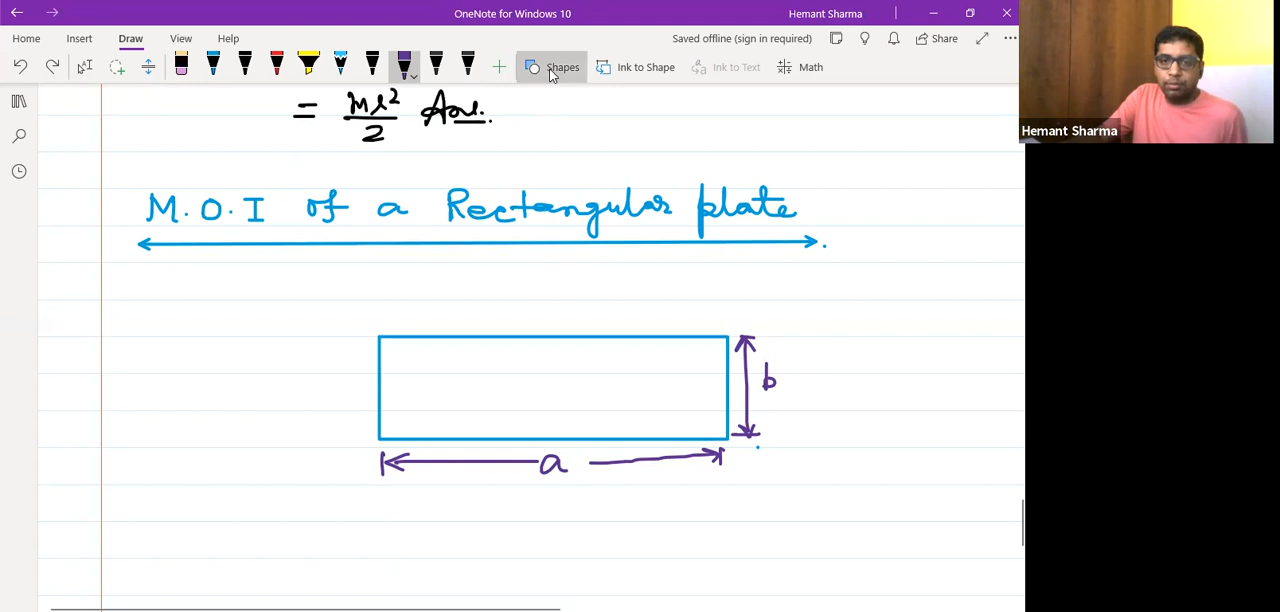 OneNote for Windows 10
Hemant Sharma
Home Insert Draw View Help
Saved offline (sign in required)
Share
Shapes
Ink to Shape
Ink to Text
Math
Hemant Sharma
= Mℓ²/2 Ans.
M.O.I of a Rectangular plate
b
a